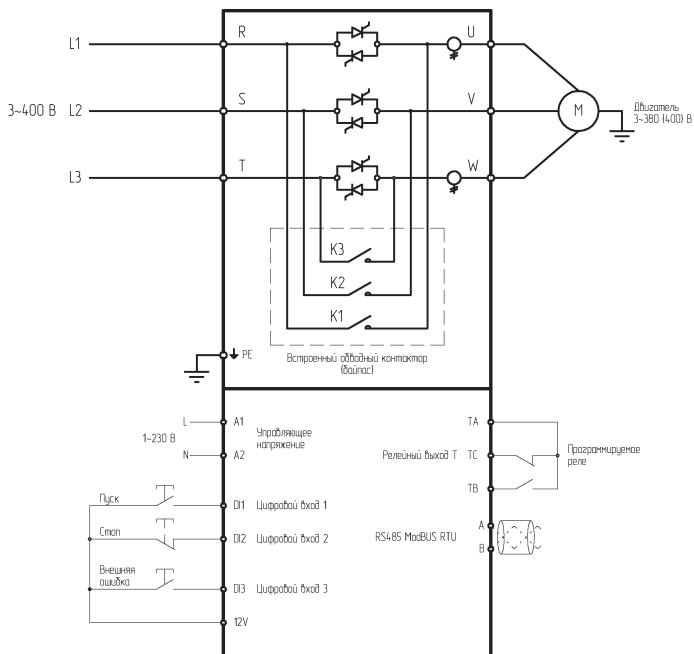 L1
R
U
3~400 В
L2
S
V
M
Двигатель
3~380 (400) В
L3
T
W
K3
K2
K1
PE
Встроенный обводный контактор
(байпас)
L
A1
TA
1~230 В
Управляющее
напряжение
N
A2
Релейный выход Т
TC
Программируемое
реле
TB
Пуск
DI1 Цифровой вход 1
Стоп
DI2 Цифровой вход 2
RS485 ModBUS RTU
A
B
Внешняя
ошибка
DI3 Цифровой вход 3
12V